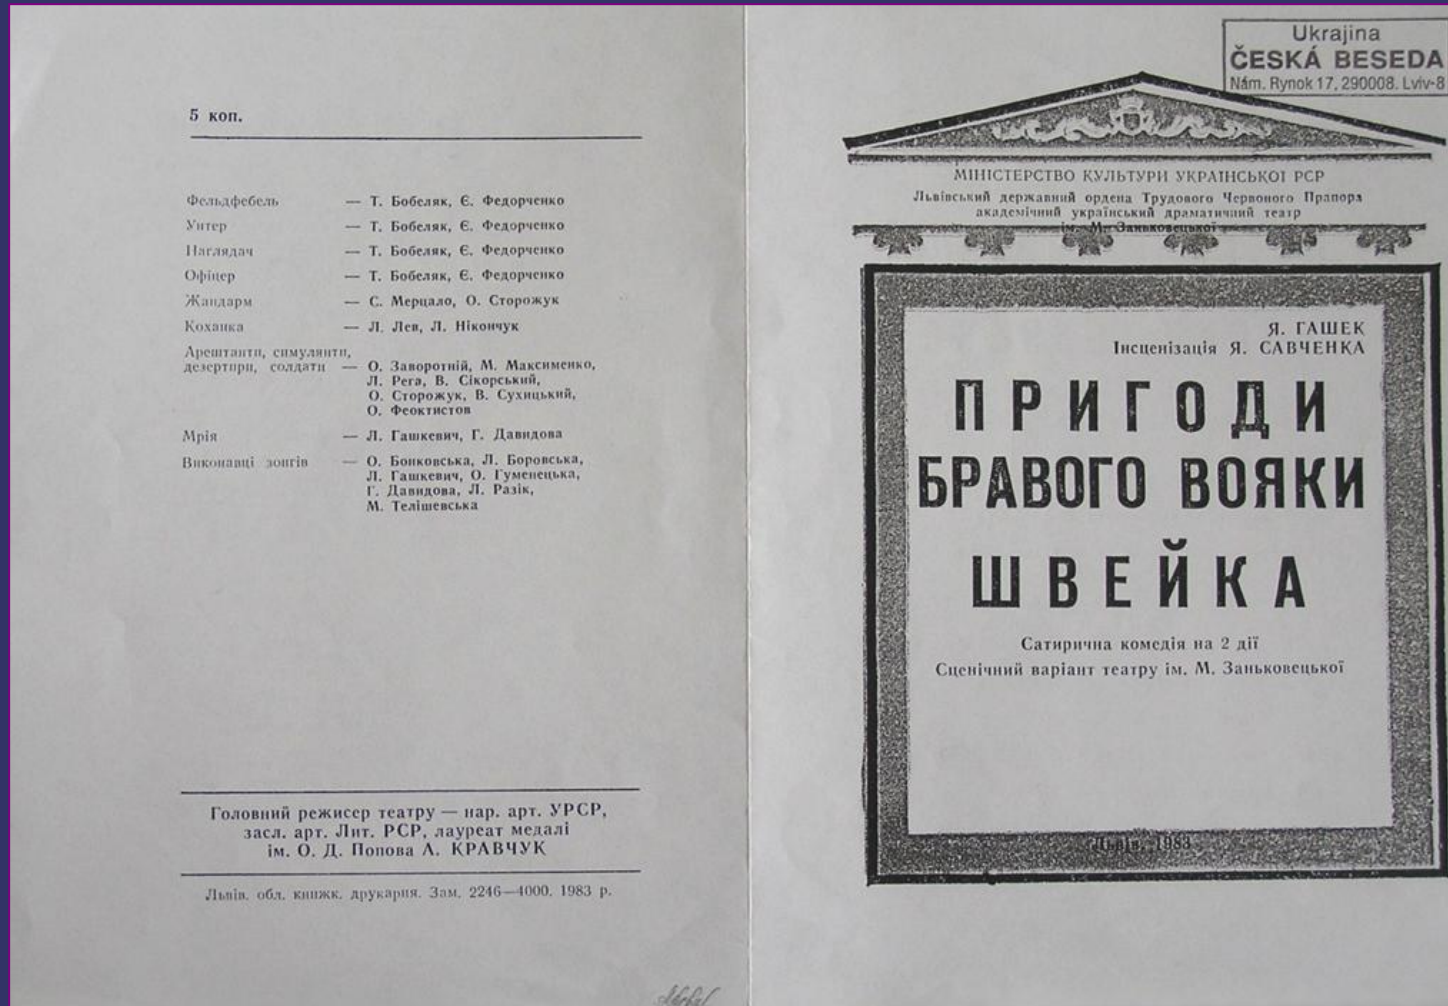 5 коп.
Фельдфебель — Т. Бобеляк, Є. Федорченко
Унтер — Т. Бобеляк, Є. Федорченко
Наглядач — Т. Бобеляк, Є. Федорченко
Офіцер — Т. Бобеляк, Є. Федорченко
Жандарм — С. Мерцало, О. Сторожук
Коханка — Л. Лев, Л. Нікончук
Арештанти, симулянти,
дезертири, солдати — О. Заворотній, М. Максименко,
Л. Рега, В. Сікорський,
О. Сторожук, В. Сухицький,
О. Феоктистов
Мрія — Л. Гашкевич, Г. Давидова
Виконавці зонгів — О. Бонковська, Л. Боровська,
Л. Гашкевич, О. Гуменецька,
Г. Давидова, Л. Разік,
М. Телішевська
Головний режисер театру — нар. арт. УРСР,
засл. арт. Лит. РСР, лауреат медалі
ім. О. Д. Попова А. КРАВЧУК
Львів. обл. книжк. друкарня. Зам. 2246—4000. 1983 р.
Ukrajina
ČESKÁ BESEDA
Nám. Rynok 17, 290008. Lviv-8
МІНІСТЕРСТВО КУЛЬТУРИ УКРАЇНСЬКОЇ РСР
Львівський державний ордена Трудового Червоного Прапора
академічний український драматичний театр
ім. М. Заньковецької
Я. ГАШЕК
Інсценізація Я. САВЧЕНКА
ПРИГОДИ
БРАВОГО ВОЯКИ
ШВЕЙКА
Сатирична комедія на 2 дії
Сценічний варіант театру ім. М. Заньковецької
Львів, 1983